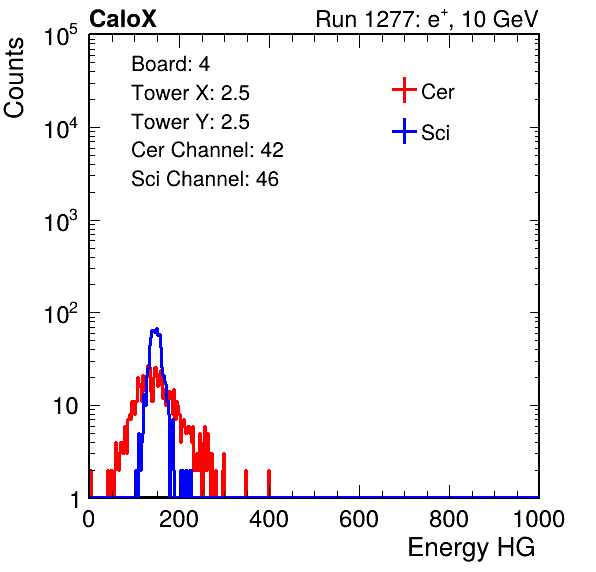 CaloX Run 1277: e⁺, 10 GeV
Counts
Board: 4
Tower X: 2.5
Tower Y: 2.5
Cer Channel: 42
Sci Channel: 46
Cer
Sci
10⁵
10⁴
10³
10²
10
1
0 200 400 600 800 1000
Energy HG